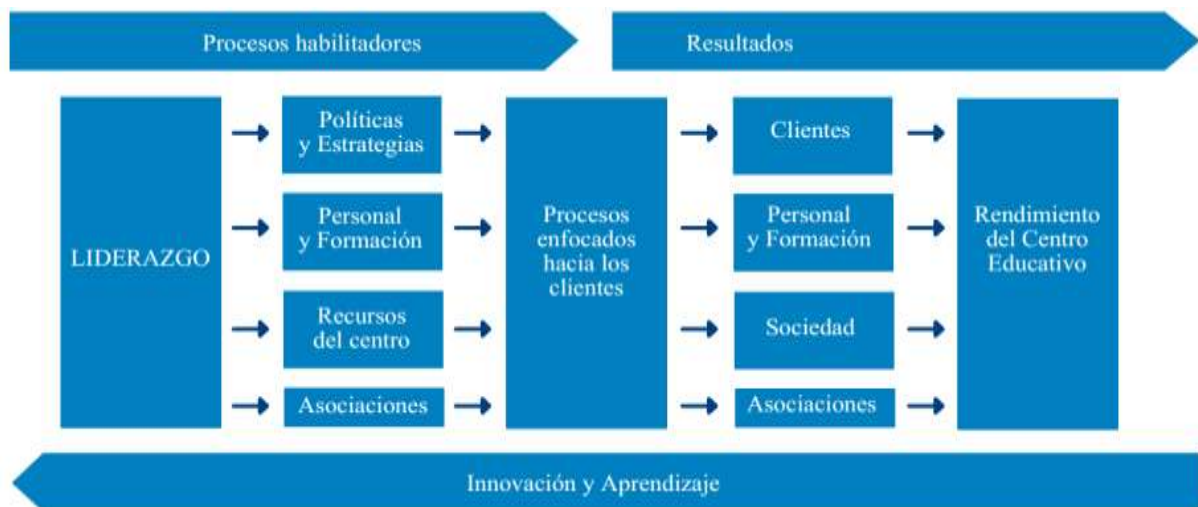 Procesos habilitadores
Resultados
LIDERAZGO
Políticas
y Estrategias
Personal
y Formación
Recursos
del centro
Asociaciones
Procesos
enfocados
hacia los
clientes
Clientes
Personal
y Formación
Sociedad
Asociaciones
Rendimiento
del Centro
Educativo
Innovación y Aprendizaje